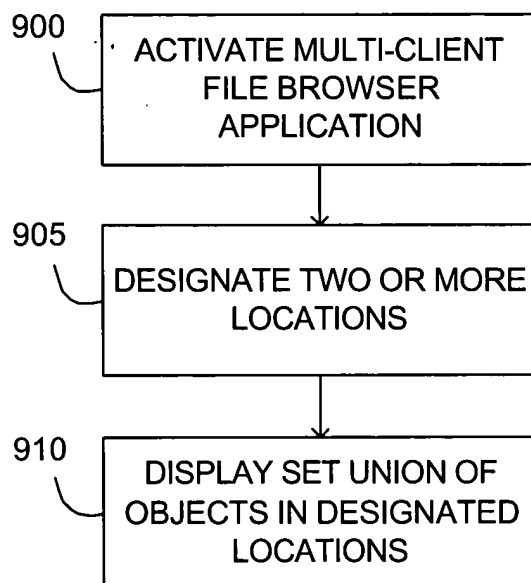 900
ACTIVATE MULTI-CLIENT
FILE BROWSER
APPLICATION
905
DESIGNATE TWO OR MORE
LOCATIONS
910
DISPLAY SET UNION OF
OBJECTS IN DESIGNATED
LOCATIONS